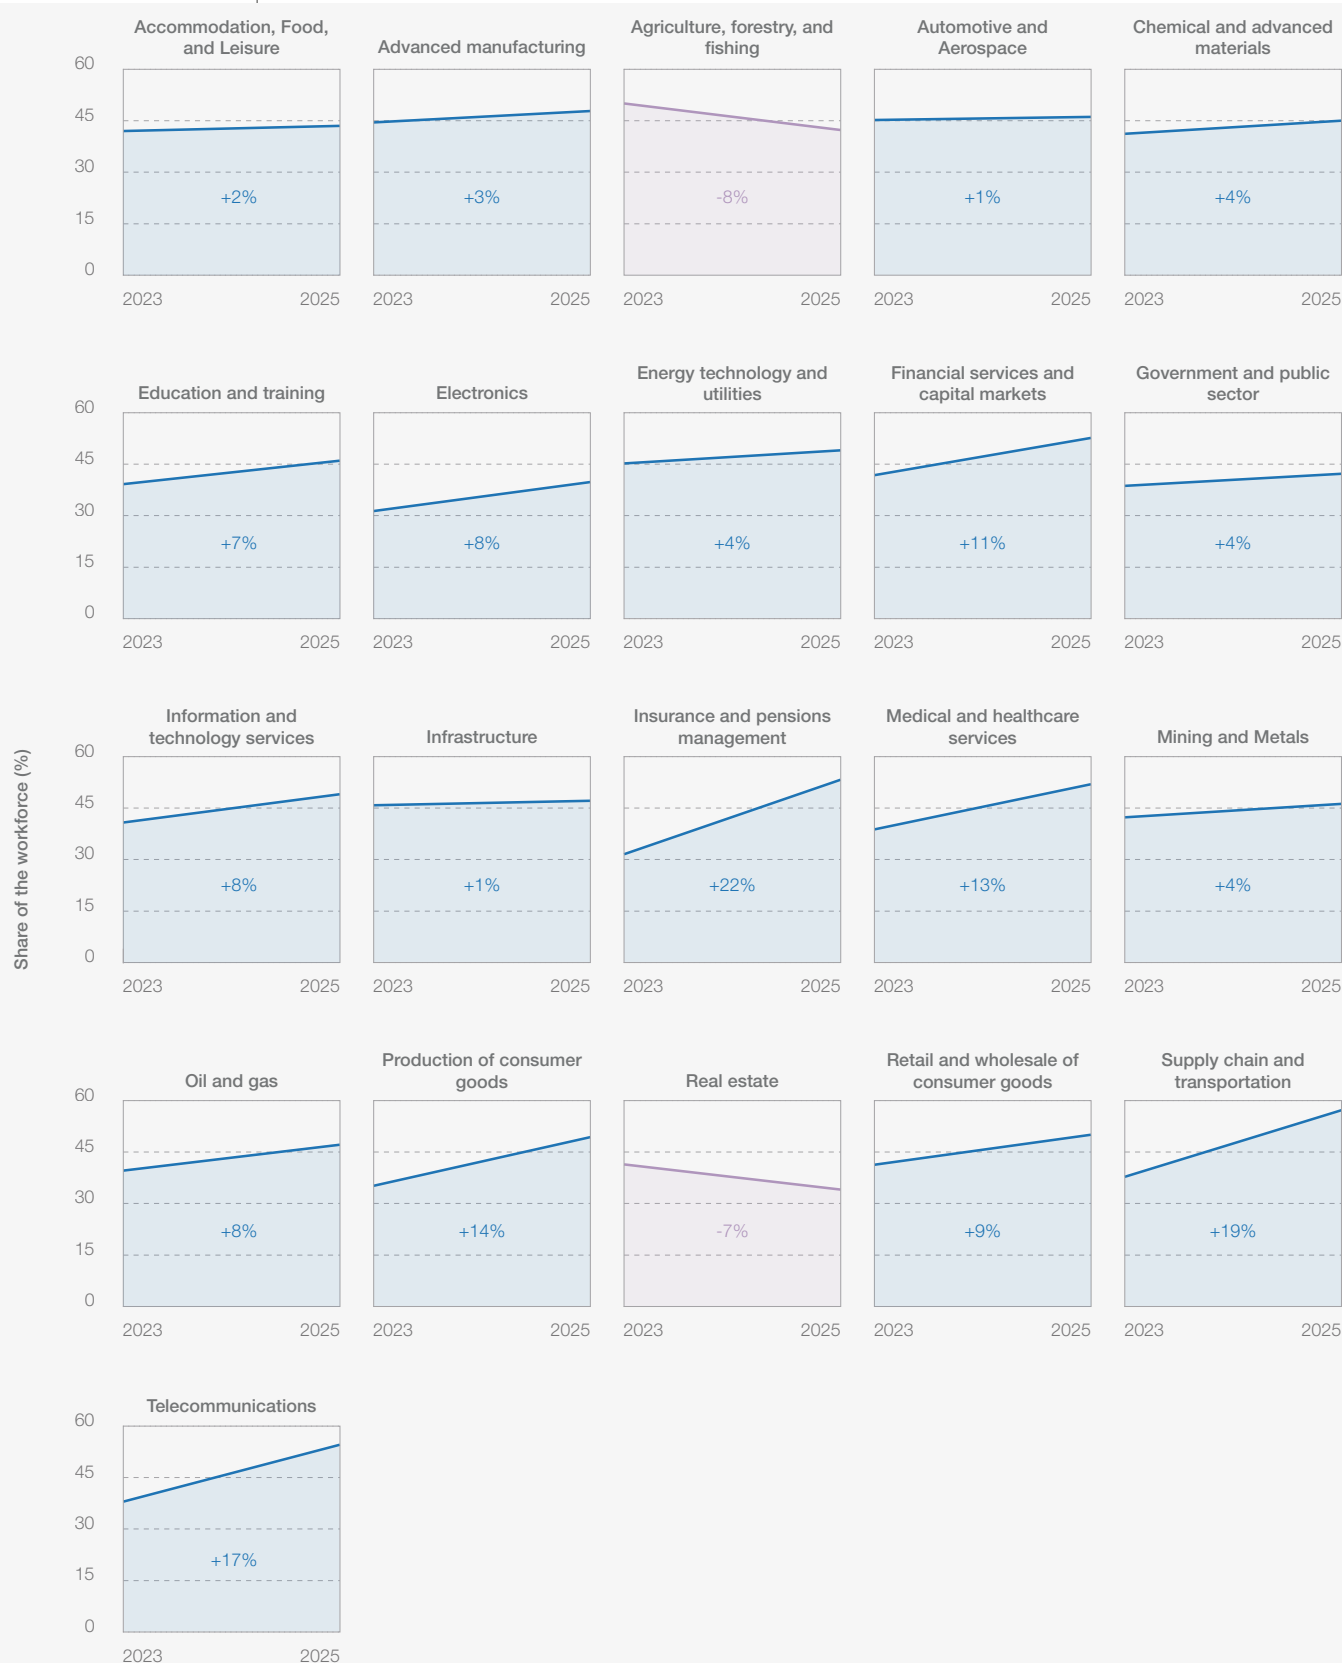 Accommodation, Food,
and Leisure
Advanced manufacturing
Agriculture, forestry, and
fishing
Automotive and
Aerospace
Chemical and advanced
materials
60
45
30
15
0
+2%
+3%
-8%
+1%
+4%
2023 2025 2023 2025 2023 2025 2023 2025 2023 2025
Education and training
Electronics
Energy technology and
utilities
Financial services and
capital markets
Government and public
sector
60
45
30
15
0
+7%
+8%
+4%
+11%
+4%
2023 2025 2023 2025 2023 2025 2023 2025 2023 2025
Share of the workforce (%)
Information and
technology services
Infrastructure
Insurance and pensions
management
Medical and healthcare
services
Mining and Metals
60
45
30
15
0
+8%
+1%
+22%
+13%
+4%
2023 2025 2023 2025 2023 2025 2023 2025 2023 2025
Oil and gas
Production of consumer
goods
Real estate
Retail and wholesale of
consumer goods
Supply chain and
transportation
60
45
30
15
0
+8%
+14%
-7%
+9%
+19%
2023 2025 2023 2025 2023 2025 2023 2025 2023 2025
Telecommunications
60
45
30
15
0
+17%
2023 2025